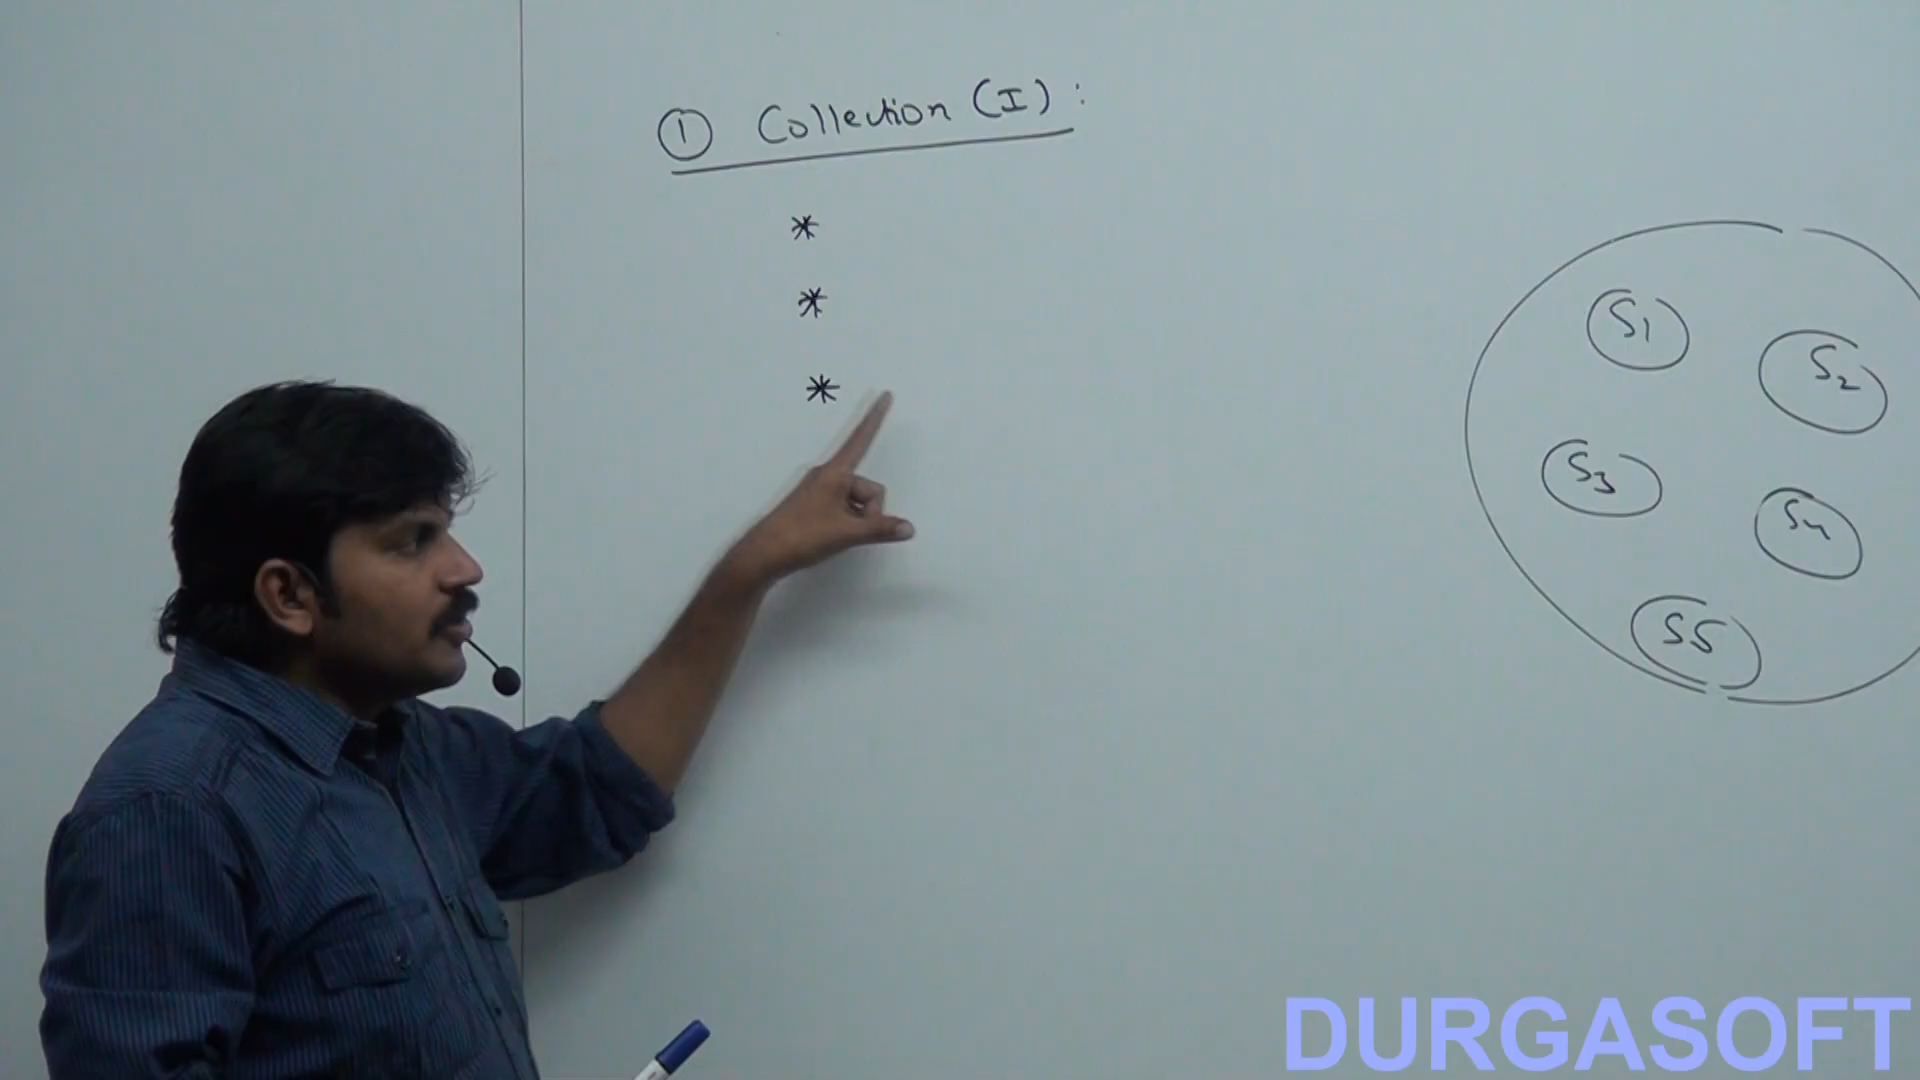 ① Collection (I) :
*
*
*
S1
S2
S3
S4
S5
DURGASOFT